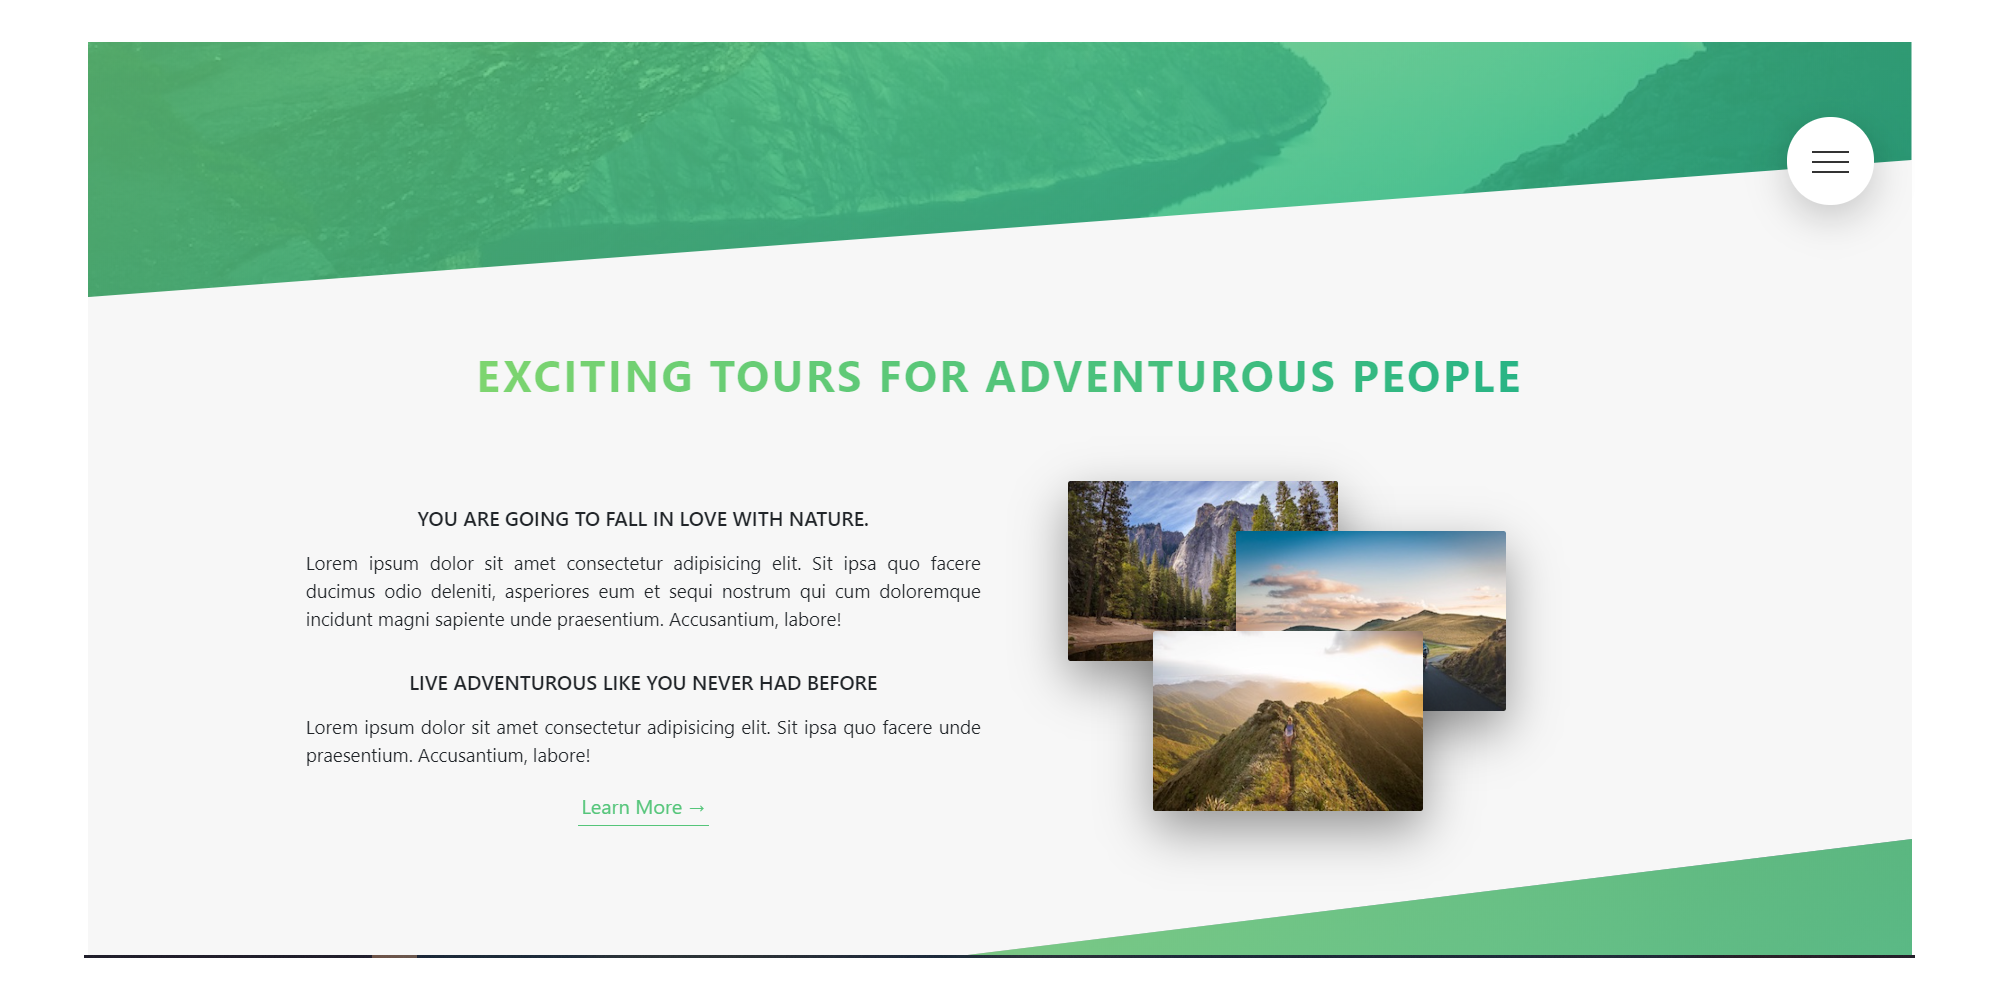 EXCITING TOURS FOR ADVENTUROUS PEOPLE
YOU ARE GOING TO FALL IN LOVE WITH NATURE.
Lorem ipsum dolor sit amet consectetur adipisicing elit. Sit ipsa quo facere
ducimus odio deleniti, asperiores eum et sequi nostrum qui cum doloremque
incidunt magni sapiente unde praesentium. Accusantium, labore!
LIVE ADVENTUROUS LIKE YOU NEVER HAD BEFORE
Lorem ipsum dolor sit amet consectetur adipisicing elit. Sit ipsa quo facere unde
praesentium. Accusantium, labore!
Learn More →